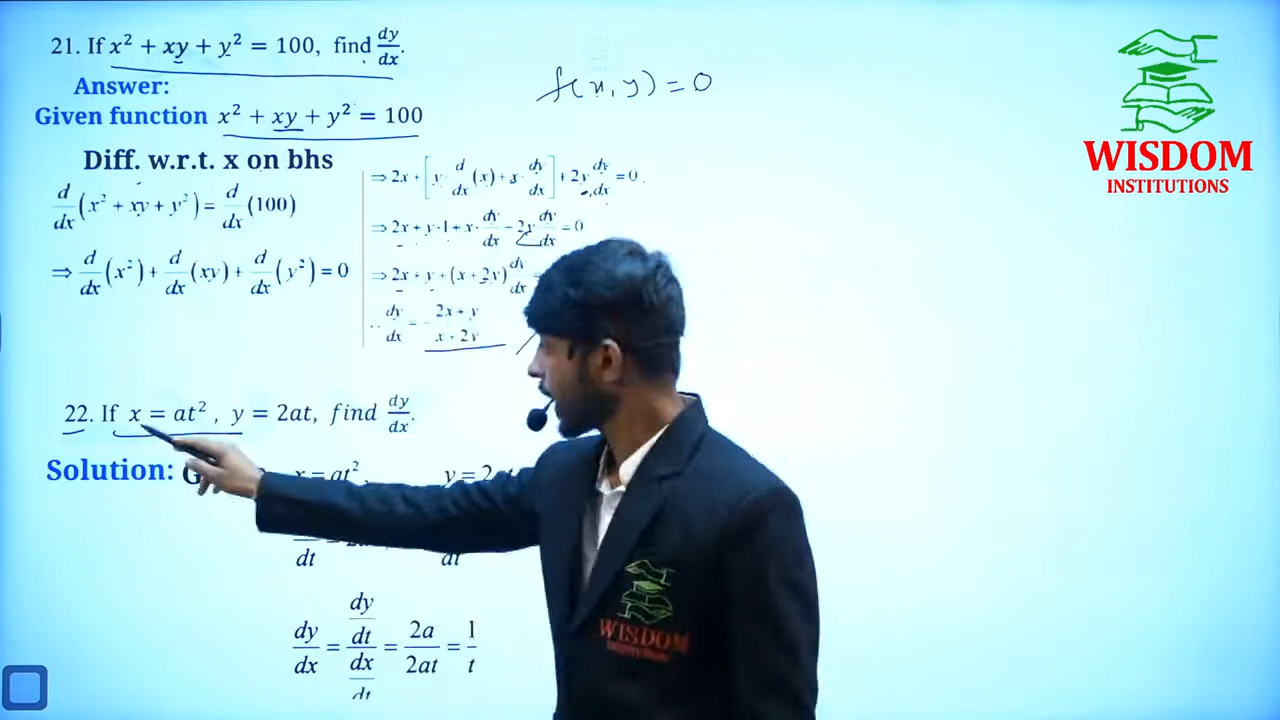 21. If x² + xy + y² = 100, find dy/dx.
f(x, y) = 0
Answer:
Given function x² + xy + y² = 100
Diff. w.r.t. x on bhs
d/dx (x² + xy + y²) = d/dx (100)
⇒ d/dx (x²) + d/dx (xy) + d/dx (y²) = 0
⇒ 2x + [y · d/dx (x) + x · dy/dx] + 2y dy/dx = 0.
⇒ 2x + y · 1 + x · dy/dx - 2y dy/dx = 0
⇒ 2x + y + (x + 2y) dy/dx
∴ dy/dx = - 2x + y / x + 2y
22. If x = at², y = 2at, find dy/dx.
Solution: x = at² y = 2
dt
dy/dx = dy/dt / dx/dt = 2a/2at = 1/t
WISDOM
INSTITUTIONS
WISDOM
INSTITUTIONS